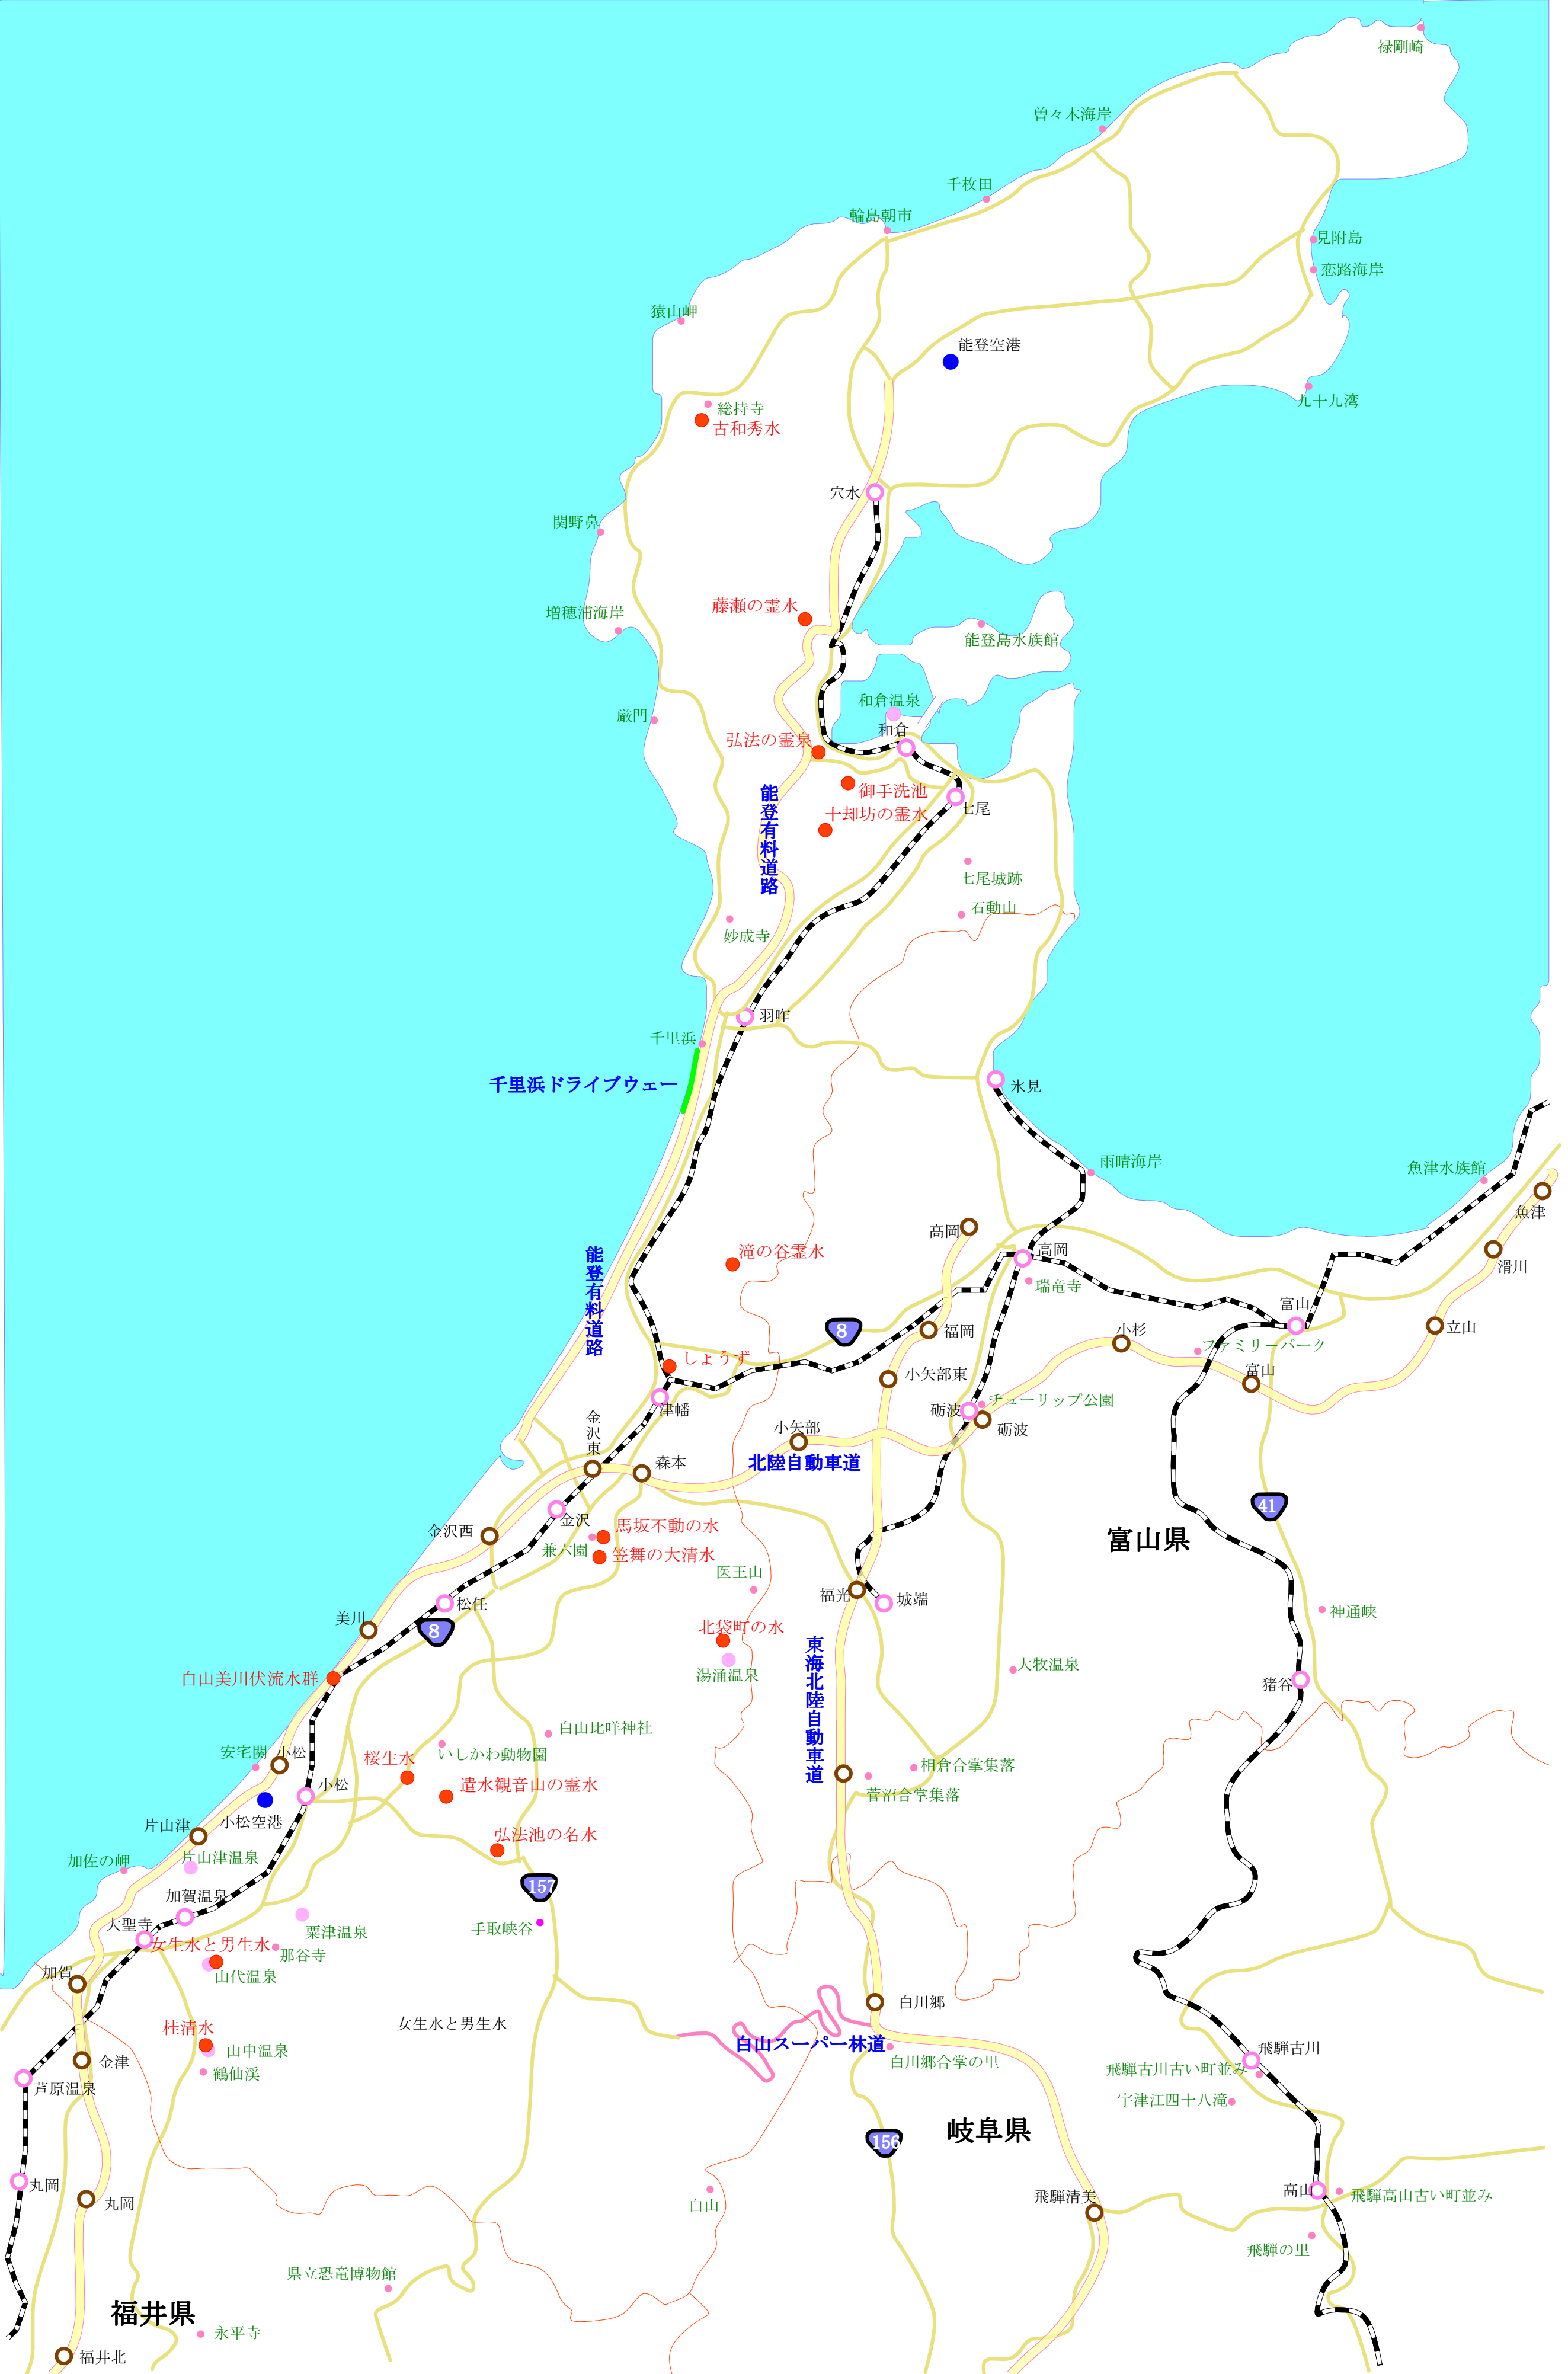 禄剛崎
曽々木海岸
千枚田
輪島朝市
見附島
恋路海岸
猿山岬
能登空港
九十九湾
総持寺
古和秀水
穴水
関野鼻
藤瀬の霊水
増穂浦海岸
能登島水族館
和倉温泉
厳門
和倉
弘法の霊泉
御手洗池
能登有料道路
七尾
十却坊の霊水
七尾城跡
石動山
妙成寺
羽咋
千里浜
千里浜ドライブウェー
氷見
雨晴海岸
魚津水族館
魚津
高岡
高岡
滝の谷霊水
滑川
能登有料道路
瑞竜寺
富山
8
福岡
小杉
立山
ファミリーパーク
しょうず
富山
小矢部東
チューリップ公園
津幡
砺波
砺波
金沢東
小矢部
北陸自動車道
森本
41
金沢
金沢西
馬坂不動の水
富山県
兼六園
笠舞の大清水
医王山
福光
城端
松任
神通峡
美川
8
北袋町の水
東海北陸自動車道
湯涌温泉
大牧温泉
白山美川伏流水群
猪谷
白山比咩神社
安宅関
小松
いしかわ動物園
桜生水
相倉合掌集落
小松
遣水観音山の霊水
菅沼合掌集落
小松空港
片山津
弘法池の名水
片山津温泉
加佐の岬
157
加賀温泉
大聖寺
粟津温泉
手取峡谷
女生水と男生水
那谷寺
加賀
山代温泉
白川郷
桂清水
女生水と男生水
白山スーパー林道
山中温泉
飛騨古川
金津
白川郷合掌の里
飛騨古川古い町並み
鶴仙渓
芦原温泉
宇津江四十八滝
岐阜県
156
丸岡
高山
飛騨高山古い町並み
飛騨清美
丸岡
白山
飛騨の里
県立恐竜博物館
福井県
永平寺
福井北